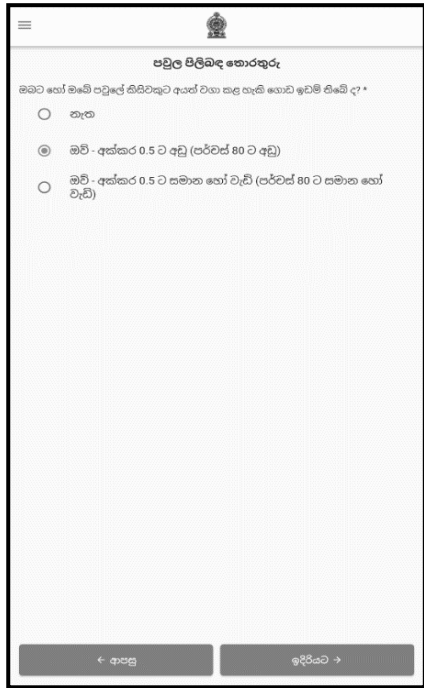 පවුල පිලිබඳ තොරතුරු
ඔබට හෝ ඔබේ පවුලේ කිසිවකුට අයත් වගා කළ හැකි ගොඩ ඉඩම් තිබේ ද? *
නැත
ඔව් - අක්කර 0.5 ට අඩු (පර්චස් 80 ට අඩු)
ඔව් - අක්කර 0.5 ට සමාන හෝ වැඩි (පර්චස් 80 ට සමාන හෝ
වැඩි)
← ආපසු
ඉදිරියට →